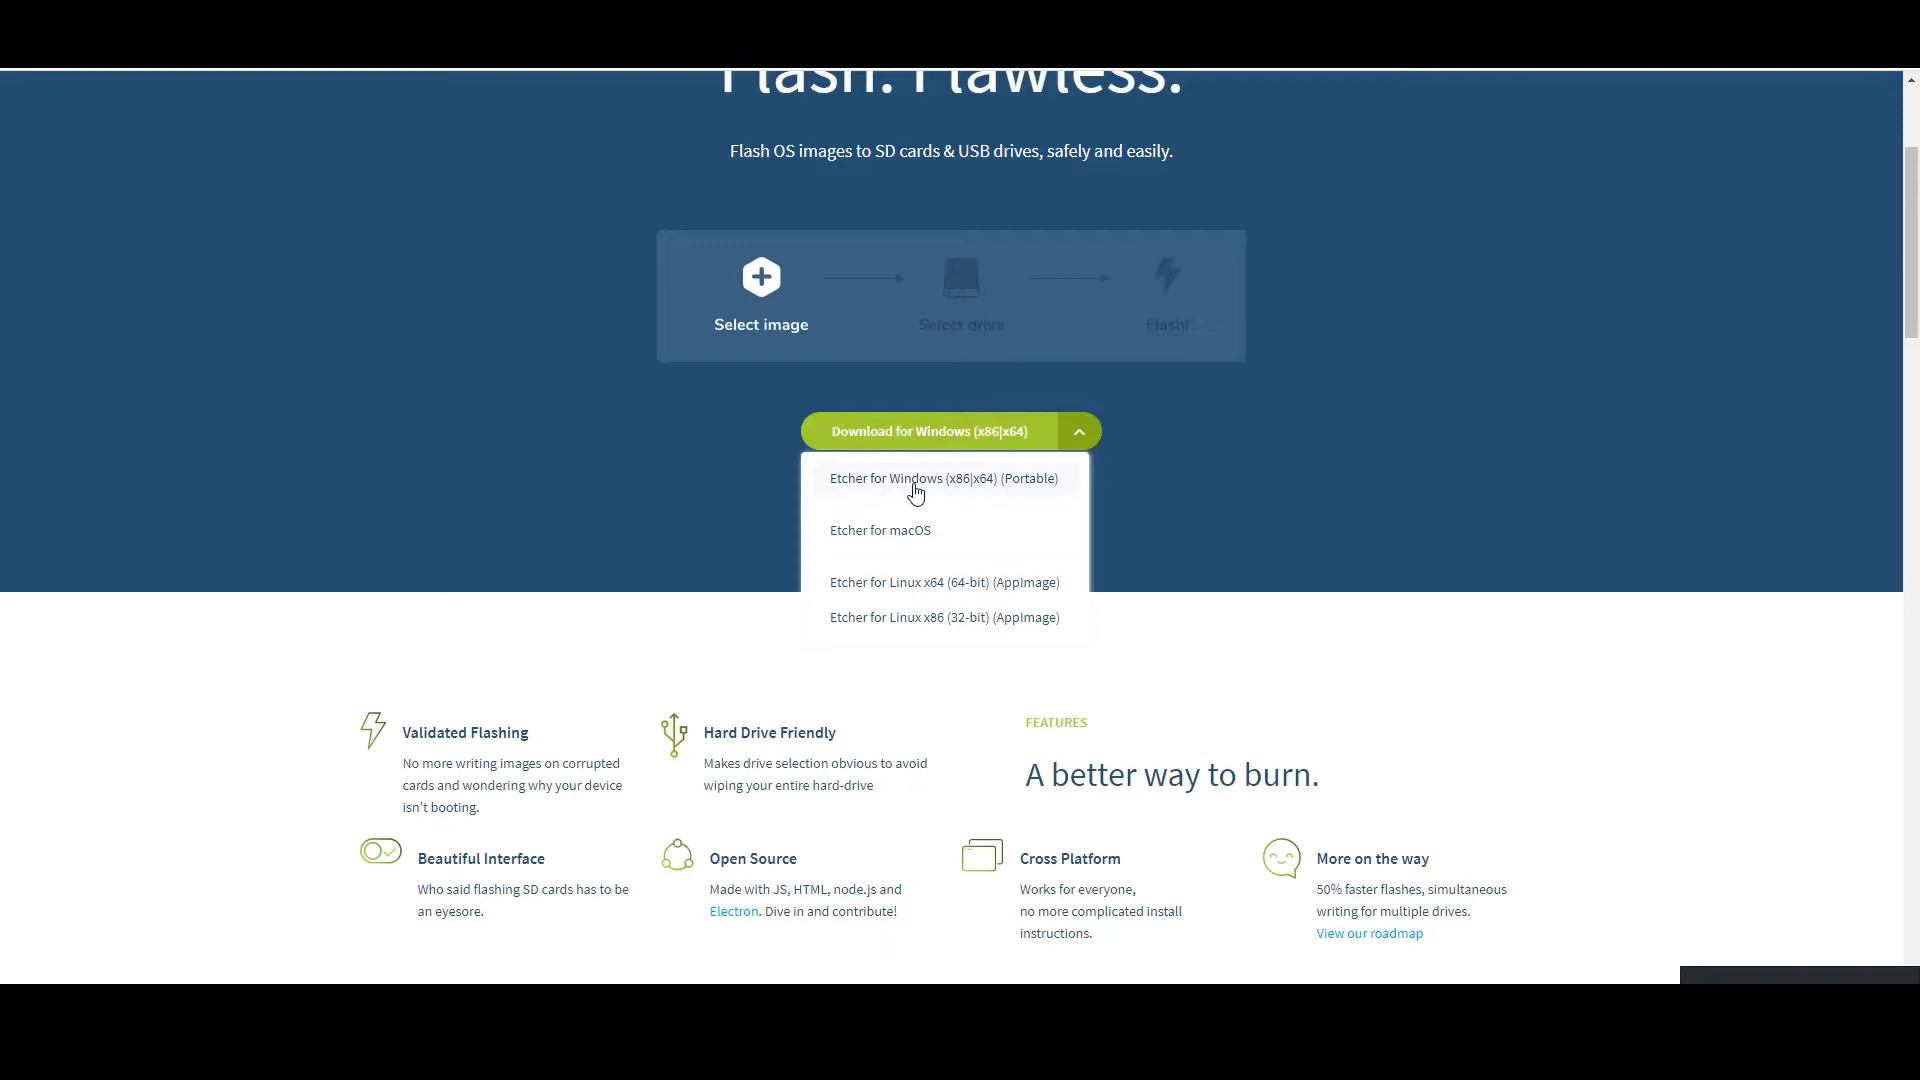 Flash. Flawless.
Flash OS images to SD cards & USB drives, safely and easily.
Select image
Select drive
Flash!
Download for Windows (x86|x64)
Etcher for Windows (x86|x64) (Portable)
Etcher for macOS
Etcher for Linux x64 (64-bit) (AppImage)
Etcher for Linux x86 (32-bit) (AppImage)
Validated Flashing
No more writing images on corrupted
cards and wondering why your device
isn't booting.
Hard Drive Friendly
Makes drive selection obvious to avoid
wiping your entire hard-drive
FEATURES
A better way to burn.
Beautiful Interface
Who said flashing SD cards has to be
an eyesore.
Open Source
Made with JS, HTML, node.js and
Electron. Dive in and contribute!
Cross Platform
Works for everyone,
no more complicated install
instructions.
More on the way
50% faster flashes, simultaneous
writing for multiple drives.
View our roadmap